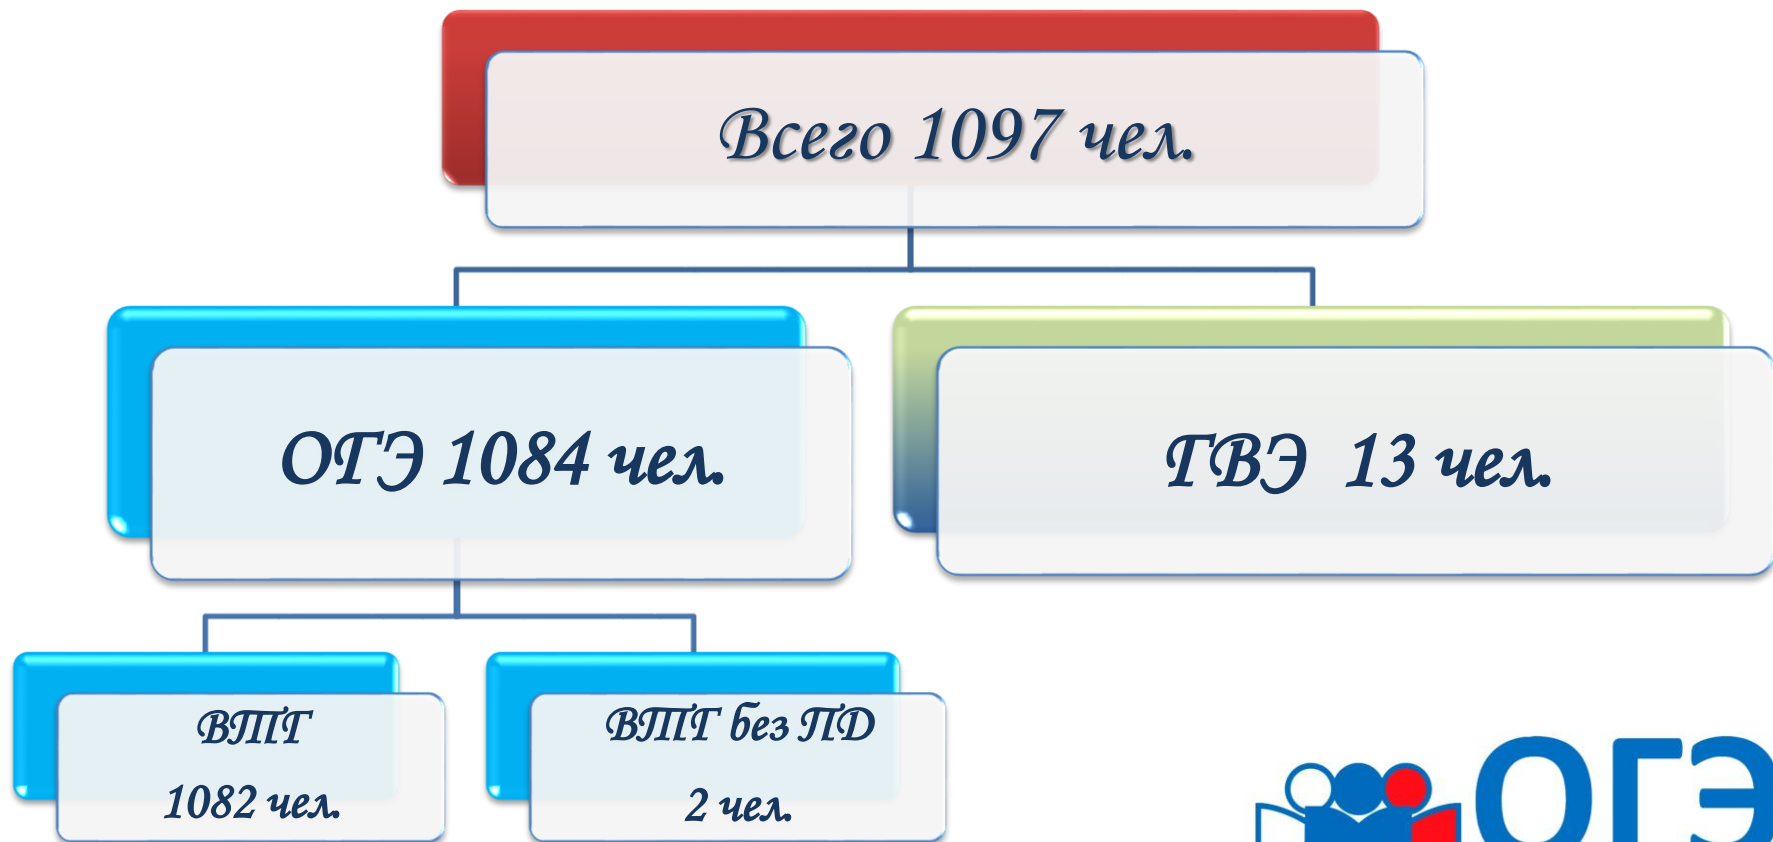 Всего 1097 чел.
ОГЭ 1084 чел.
ГВЭ 13 чел.
ВТГ
1082 чел.
ВТГ без ПД
2 чел.
ОГЭ